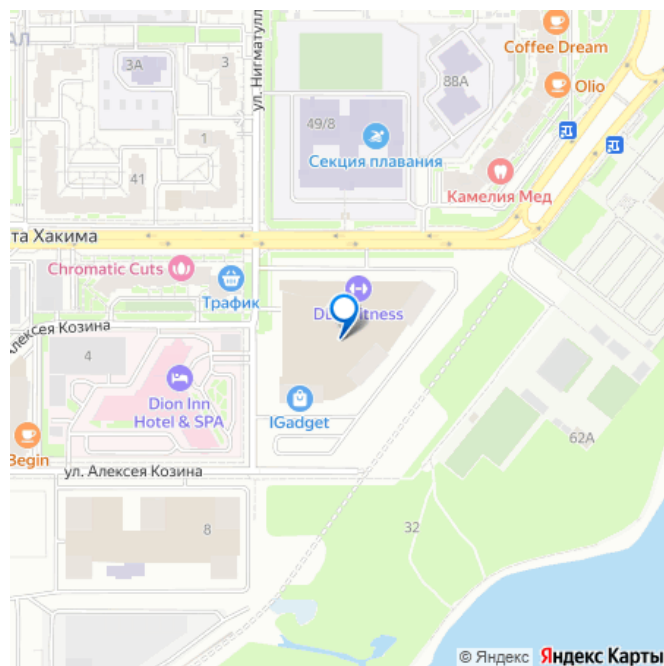 АЛ
3А
3
ул. Нигматулл
Coffee Dream
Olio
88А
49/8
Секция плавания
1
41
Камелия Мед
та Хакима
Chromatic Cuts
Трафик
Алексея Козина
4
Dion Inn
Hotel & SPA
IGadget
Begin
ул. Алексея Козина
62А
32
8
© Яндекс Яндекс Карты